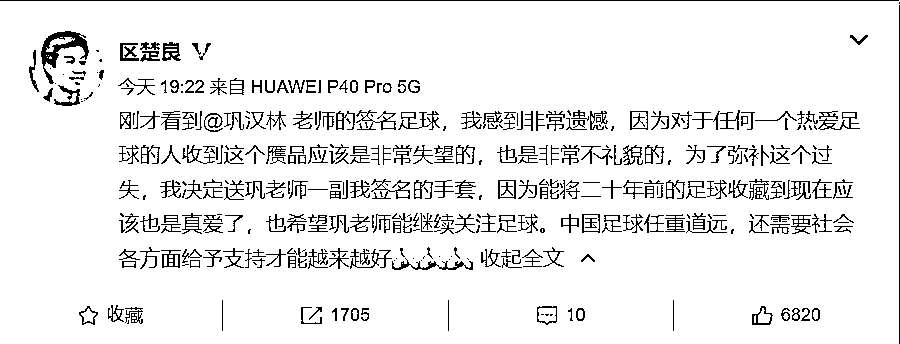 区楚良
今天 19:22 来自 HUAWEI P40 Pro 5G
刚才看到@巩汉林 老师的签名足球，我感到非常遗憾，因为对于任何一个热爱足
球的人收到这个赝品应该是非常失望的，也是非常不礼貌的，为了弥补这个过
失，我决定送巩老师一副我签名的手套，因为能将二十年前的足球收藏到现在应
该也是真爱了，也希望巩老师能继续关注足球。中国足球任重道远，还需要社会
各方面给予支持才能越来越好 收起全文
收藏 1705 10 6820